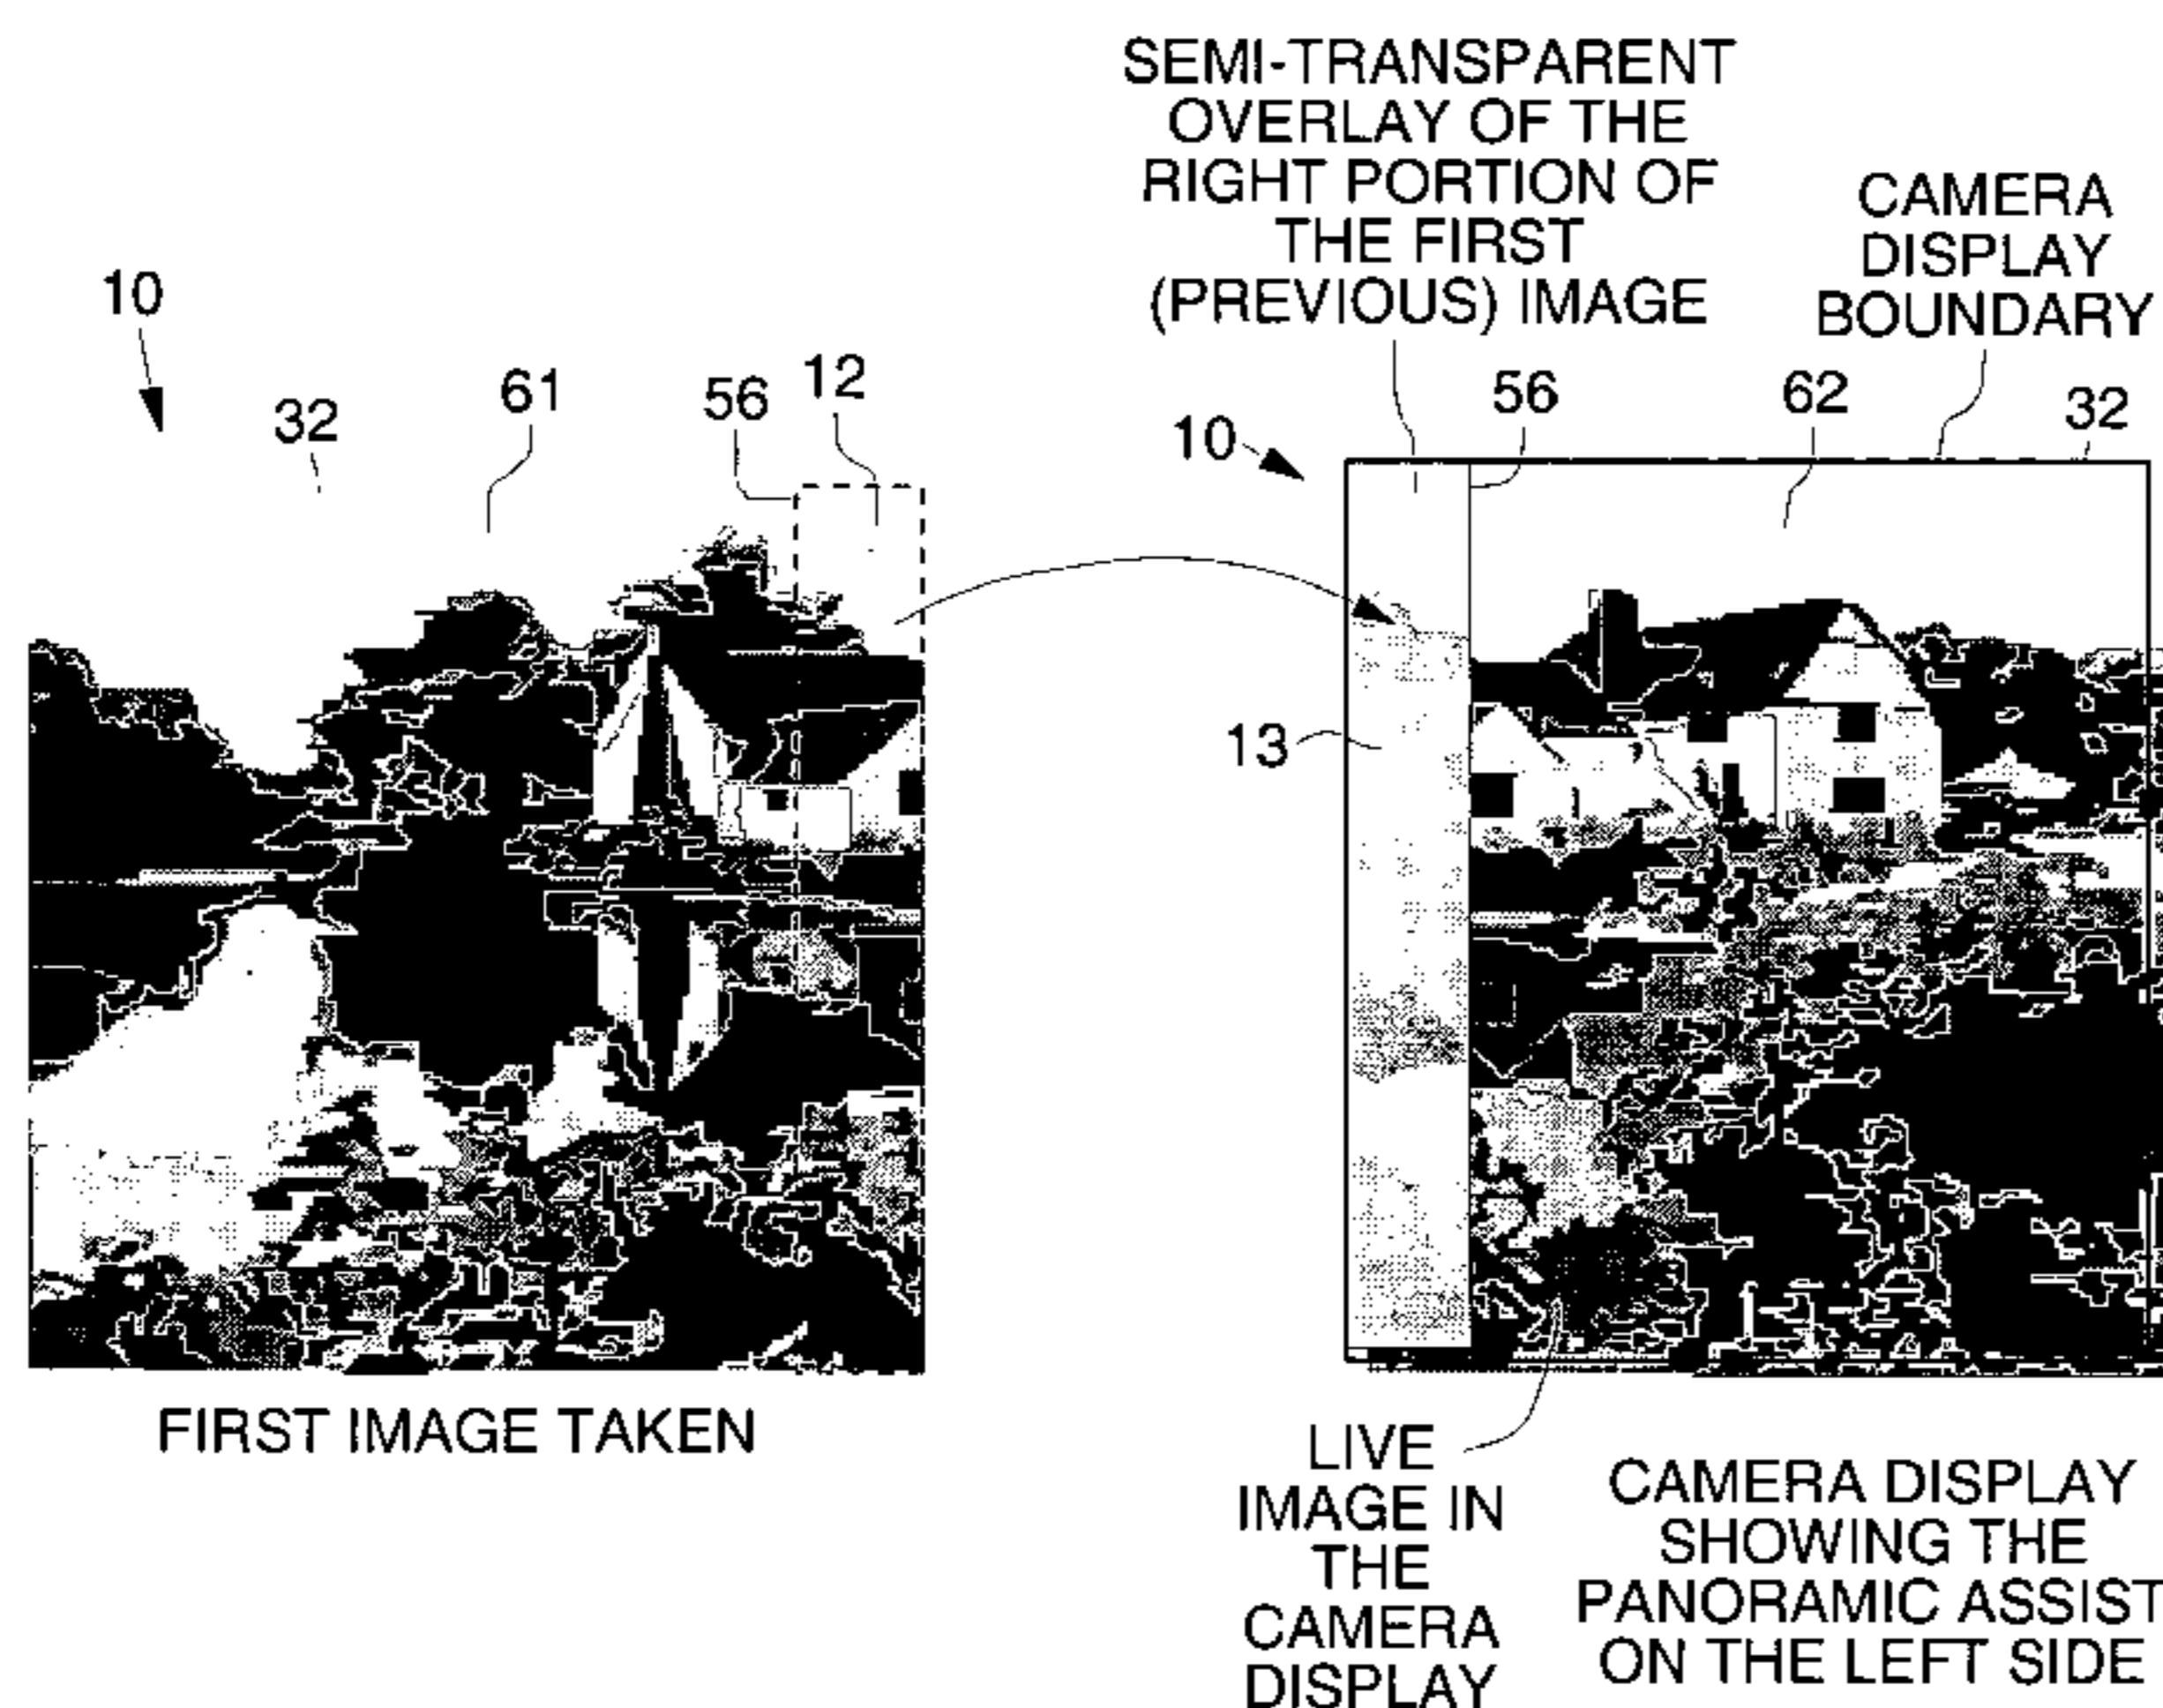 SEMI-TRANSPARENT
OVERLAY OF THE
RIGHT PORTION OF
THE FIRST
(PREVIOUS) IMAGE
CAMERA
DISPLAY
BOUNDARY
10
32
61
56
12
10
56
62
32
13
FIRST IMAGE TAKEN
LIVE
IMAGE IN
THE
CAMERA
DISPLAY
CAMERA DISPLAY
SHOWING THE
PANORAMIC ASSIST
ON THE LEFT SIDE